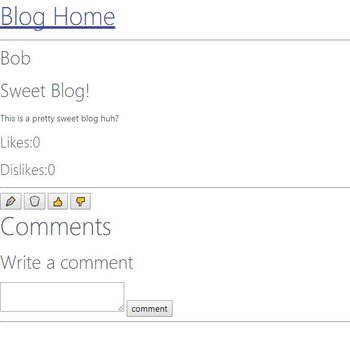 Blog Home
Bob
Sweet Blog!
This is a pretty sweet blog huh?
Likes:0
Dislikes:0
Comments
Write a comment
comment